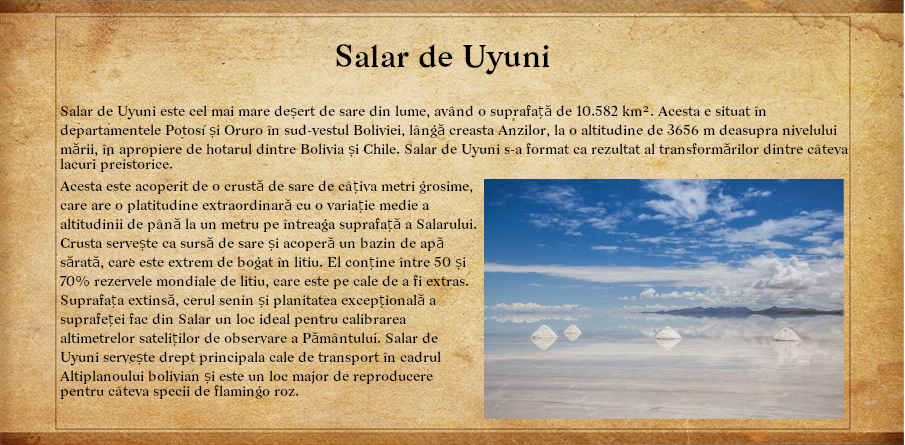 Salar de Uyuni
Salar de Uyuni este cel mai mare deșert de sare din lume, având o suprafață de 10.582 km². Acesta e situat în
departamentele Potosí și Oruro în sud-vestul Boliviei, lângă creasta Anzilor, la o altitudine de 3656 m deasupra nivelului
mării, în apropiere de hotarul dintre Bolivia și Chile. Salar de Uyuni s-a format ca rezultat al transformărilor dintre câteva
lacuri preistorice.
Acesta este acoperit de o crustă de sare de câțiva metri grosime,
care are o platitudine extraordinară cu o variație medie a
altitudinii de până la un metru pe întreaga suprafață a Salarului.
Crusta servește ca sursă de sare și acoperă un bazin de apă
sărată, care este extrem de bogat în litiu. El conține între 50 și
70% rezervele mondiale de litiu, care este pe cale de a fi extras.
Suprafața extinsă, cerul senin și planitatea excepțională a
suprafeței fac din Salar un loc ideal pentru calibrarea
altimetrelor sateliților de observare a Pământului. Salar de
Uyuni servește drept principala cale de transport în cadrul
Altiplanoului bolivian și este un loc major de reproducere
pentru câteva specii de flamingo roz.